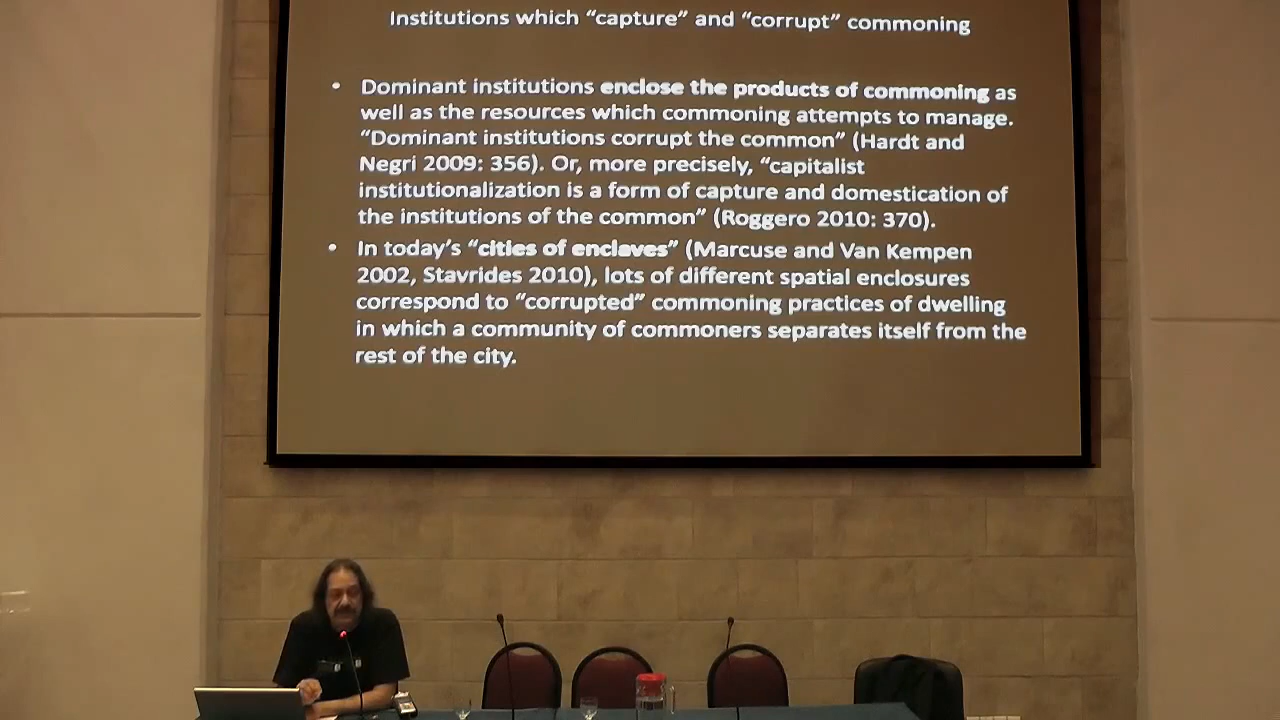 Institutions which “capture” and “corrupt” commoning
• Dominant institutions enclose the products of commoning as
well as the resources which commoning attempts to manage.
“Dominant institutions corrupt the common” (Hardt and
Negri 2009: 356). Or, more precisely, “capitalist
institutionalization is a form of capture and domestication of
the institutions of the common” (Roggero 2010: 370).
• In today’s “cities of enclaves” (Marcuse and Van Kempen
2002, Stavrides 2010), lots of different spatial enclosures
correspond to “corrupted” commoning practices of dwelling
in which a community of commoners separates itself from the
rest of the city.